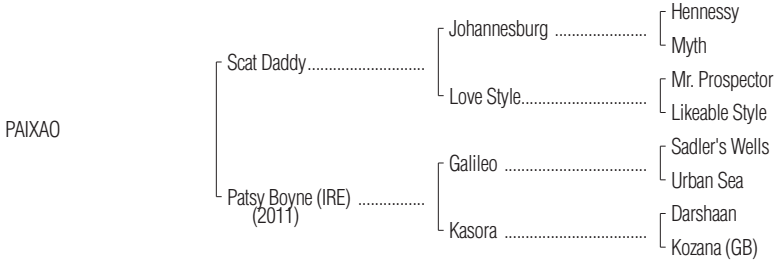 Hennessy
Johannesburg ......................
Myth
Scat Daddy............................
Mr. Prospector
Love Style..............................
Likeable Style
PAIXAO
Sadler's Wells
Galileo ..................................
Urban Sea
Patsy Boyne (IRE) ................
(2011)
Darshaan
Kasora ..................................
Kozana (GB)